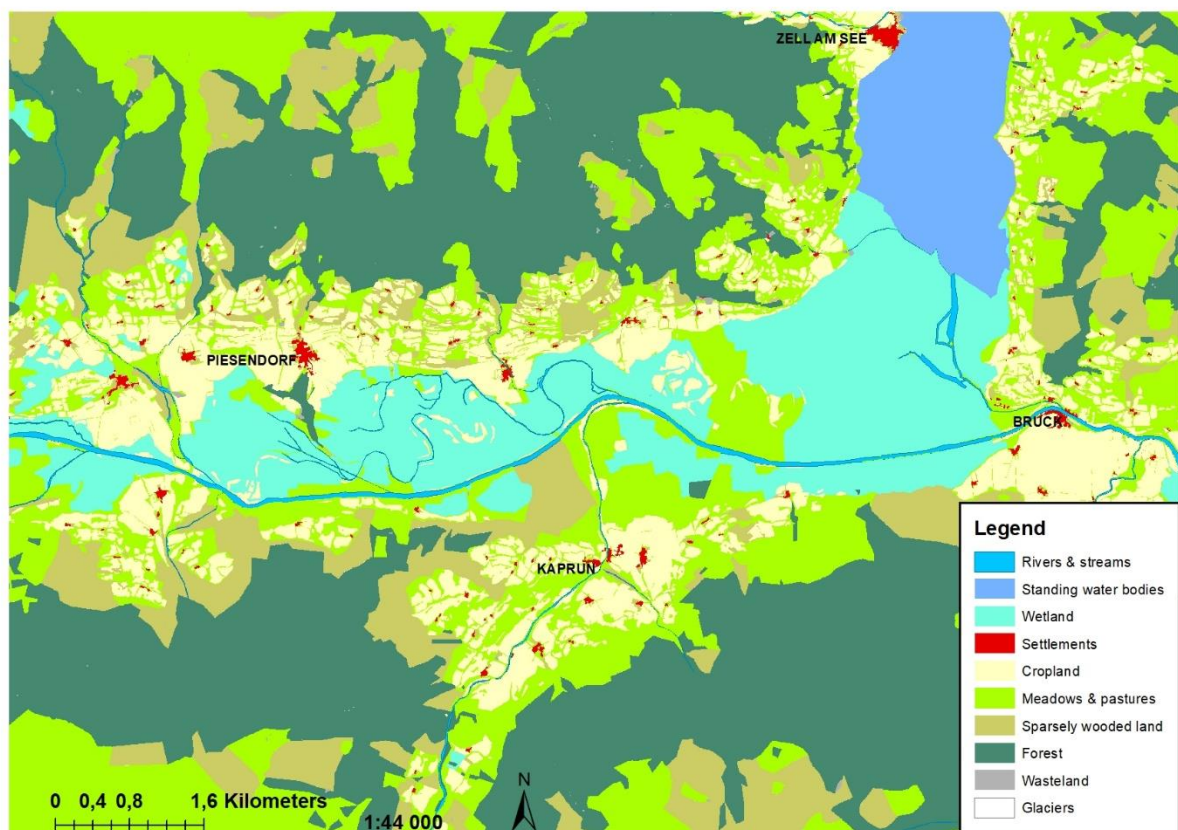 ZELL AM SEE
PIESENDORF
BRUCK
KAPRUN
Legend
Rivers & streams
Standing water bodies
Wetland
Settlements
Cropland
Meadows & pastures
Sparsely wooded land
Forest
Wasteland
Glaciers
N
0 0,4 0,8 1,6 Kilometers
1:44 000